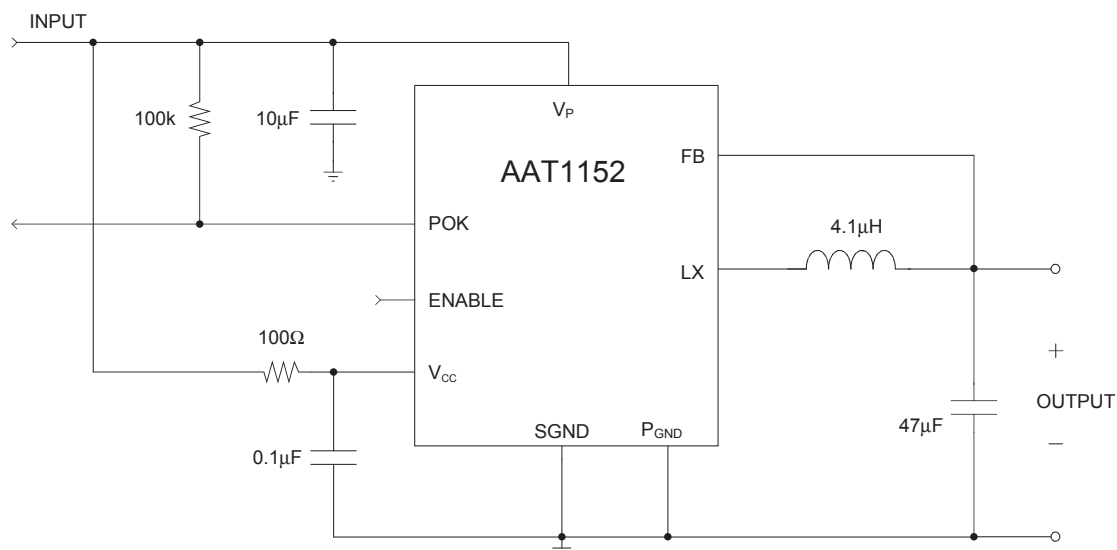 INPUT
100k
10μF
V_P
AAT1152
FB
POK
4.1μH
LX
ENABLE
100Ω
V_CC
+
OUTPUT
47μF
−
SGND
P_GND
0.1μF